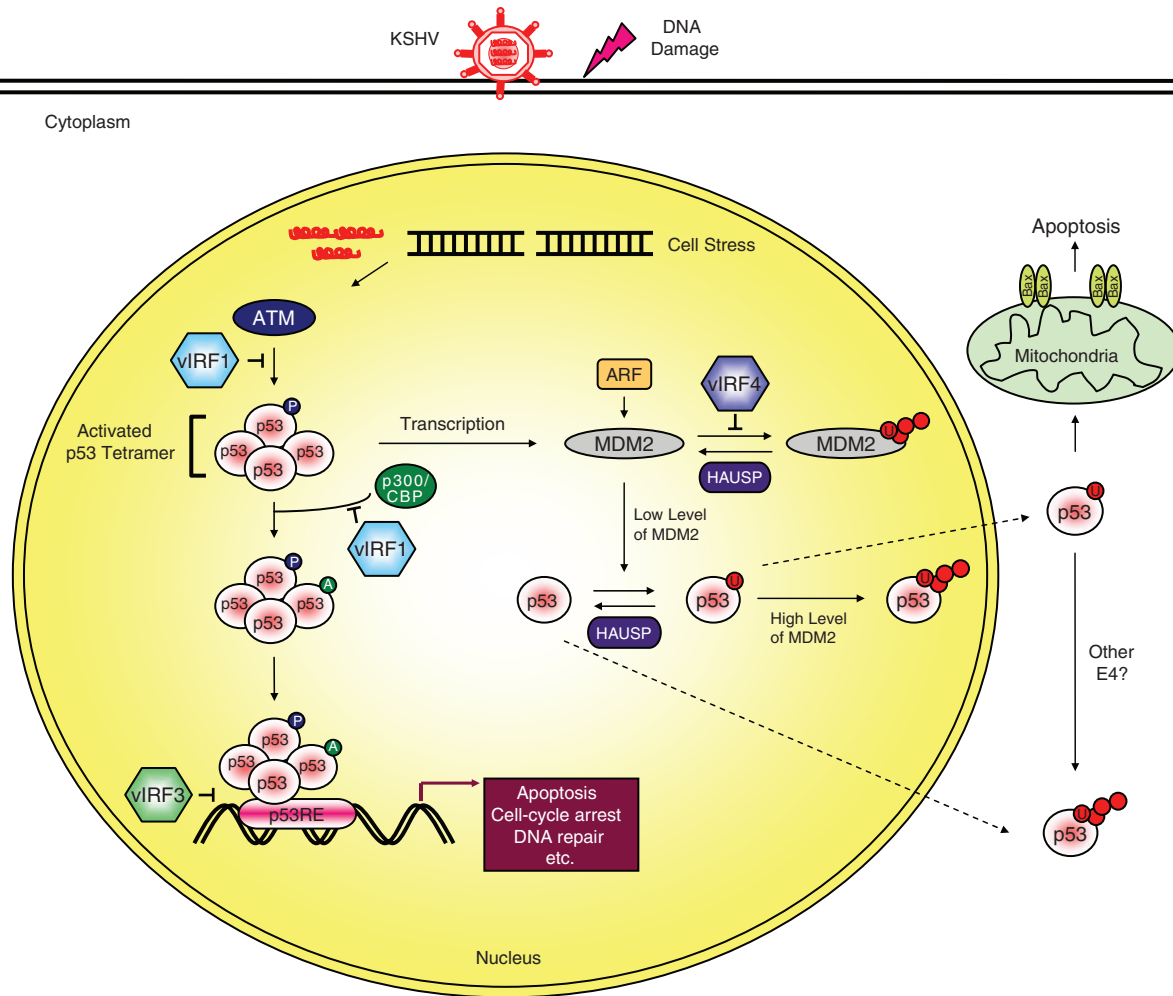 KSHV
DNA
Damage
Cytoplasm
Cell Stress
ATM
vIRF1
Activated
p53 Tetramer
P
p53
p53
p53
p53
Transcription
p300/
CBP
vIRF1
ARF
vIRF4
MDM2
HAUSP
MDM2
U
Low Level
of MDM2
P
A
p53
p53
p53
p53
p53
HAUSP
p53
U
High Level
of MDM2
p53
U
P
A
p53
p53
p53
p53
vIRF3
p53RE
Apoptosis
Cell-cycle arrest
DNA repair
etc.
Nucleus
Apoptosis
Bax
Bax
Bax
Bax
Mitochondria
p53
U
Other
E4?
p53
U